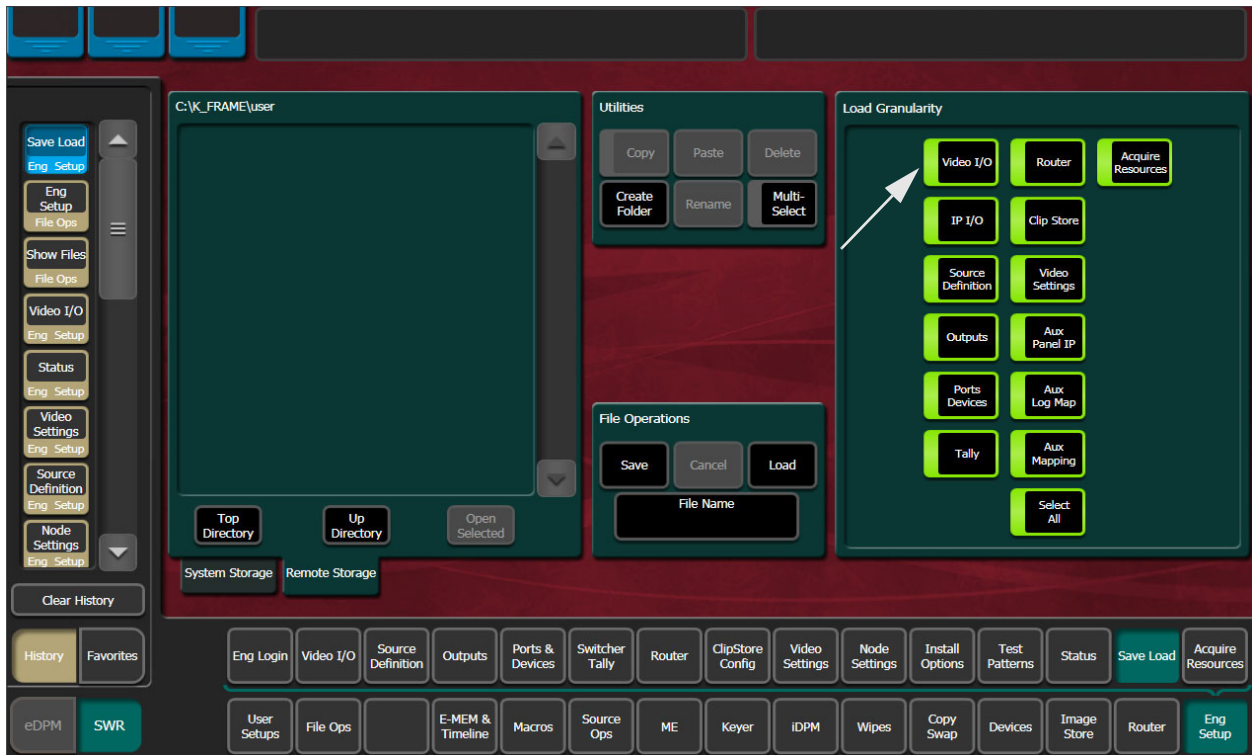 C:\K_FRAME\user
Utilities
Load Granularity
Save Load
Eng Setup
Eng
Setup
File Ops
Show Files
File Ops
Video I/O
Eng Setup
Status
Eng Setup
Video
Settings
Eng Setup
Source
Definition
Eng Setup
Node
Settings
Eng Setup
Clear History
History
Favorites
eDPM
SWR
Top
Directory
Up
Directory
Open
Selected
System Storage
Remote Storage
Copy
Paste
Delete
Create
Folder
Rename
Multi-
Select
File Operations
Save
Cancel
Load
File Name
Video I/O
Router
Acquire
Resources
IP I/O
Clip Store
Source
Definition
Video
Settings
Outputs
Aux
Panel IP
Ports
Devices
Aux
Log Map
Tally
Aux
Mapping
Select
All
Eng Login
Video I/O
Source
Definition
Outputs
Ports &
Devices
Switcher
Tally
Router
ClipStore
Config
Video
Settings
Node
Settings
Install
Options
Test
Patterns
Status
Save Load
Acquire
Resources
User
Setups
File Ops
E-MEM &
Timeline
Macros
Source
Ops
ME
Keyer
iDPM
Wipes
Copy
Swap
Devices
Image
Store
Router
Eng
Setup